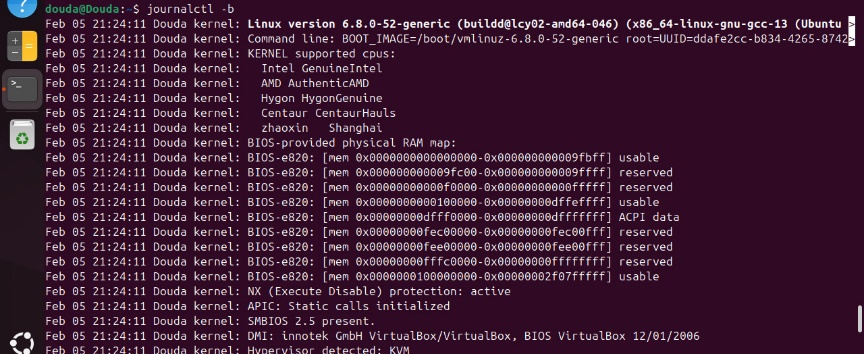 douda@Douda:~$ journalctl -b
Feb 05 21:24:11 Douda kernel: Linux version 6.8.0-52-generic (buildd@lcy02-amd64-046) (x86_64-linux-gnu-gcc-13 (Ubuntu >
Feb 05 21:24:11 Douda kernel: Command line: BOOT_IMAGE=/boot/vmlinuz-6.8.0-52-generic root=UUID=ddafe2cc-b834-4265-8742>
Feb 05 21:24:11 Douda kernel: KERNEL supported cpus:
Feb 05 21:24:11 Douda kernel:   Intel GenuineIntel
Feb 05 21:24:11 Douda kernel:   AMD AuthenticAMD
Feb 05 21:24:11 Douda kernel:   Hygon HygonGenuine
Feb 05 21:24:11 Douda kernel:   Centaur CentaurHauls
Feb 05 21:24:11 Douda kernel:   zhaoxin   Shanghai
Feb 05 21:24:11 Douda kernel: BIOS-provided physical RAM map:
Feb 05 21:24:11 Douda kernel: BIOS-e820: [mem 0x0000000000000000-0x000000000009fbff] usable
Feb 05 21:24:11 Douda kernel: BIOS-e820: [mem 0x000000000009fc00-0x000000000009ffff] reserved
Feb 05 21:24:11 Douda kernel: BIOS-e820: [mem 0x00000000000f0000-0x00000000000fffff] reserved
Feb 05 21:24:11 Douda kernel: BIOS-e820: [mem 0x0000000000100000-0x00000000dffeffff] usable
Feb 05 21:24:11 Douda kernel: BIOS-e820: [mem 0x00000000dfff0000-0x00000000dfffffff] ACPI data
Feb 05 21:24:11 Douda kernel: BIOS-e820: [mem 0x00000000fec00000-0x00000000fec00fff] reserved
Feb 05 21:24:11 Douda kernel: BIOS-e820: [mem 0x00000000fee00000-0x00000000fee00fff] reserved
Feb 05 21:24:11 Douda kernel: BIOS-e820: [mem 0x00000000fffc0000-0x00000000ffffffff] reserved
Feb 05 21:24:11 Douda kernel: BIOS-e820: [mem 0x0000000100000000-0x00000002f07fffff] usable
Feb 05 21:24:11 Douda kernel: NX (Execute Disable) protection: active
Feb 05 21:24:11 Douda kernel: APIC: Static calls initialized
Feb 05 21:24:11 Douda kernel: SMBIOS 2.5 present.
Feb 05 21:24:11 Douda kernel: DMI: innotek GmbH VirtualBox/VirtualBox, BIOS VirtualBox 12/01/2006
Feb 05 21:24:11 Douda kernel: Hypervisor detected: KVM